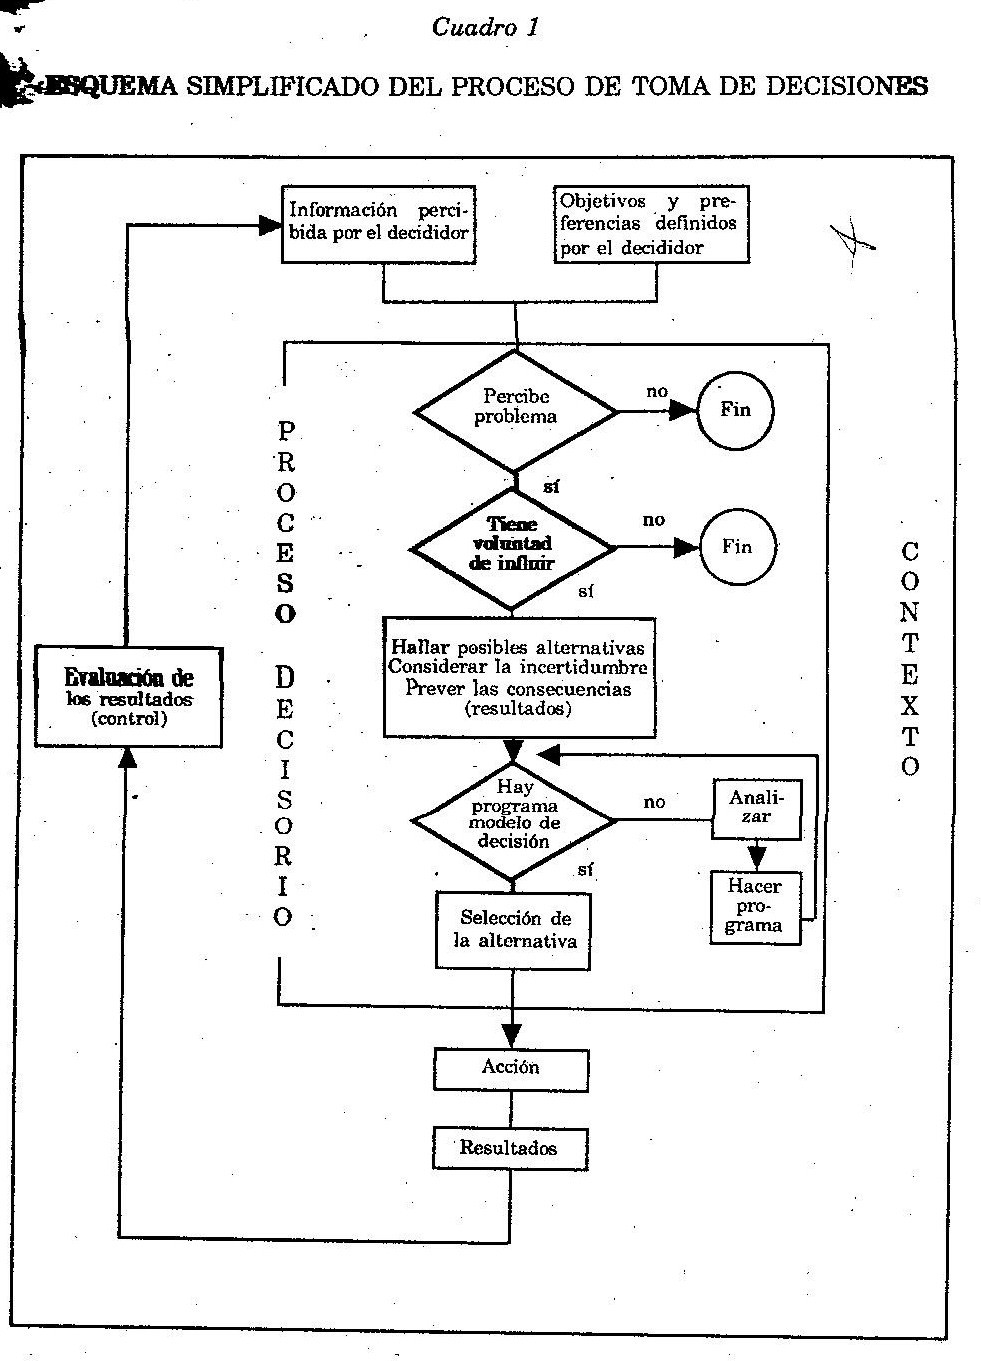 Cuadro 1
ESQUEMA SIMPLIFICADO DEL PROCESO DE TOMA DE DECISIONES
Información perci-
bida por el decididor
Objetivos y pre-
ferencias definidos
por el decididor
Percibe
problema
no
Fin
sí
Tiene
voluntad
de influir
no
Fin
sí
Hallar posibles alternativas
Considerar la incertidumbre
Prever las consecuencias
(resultados)
Hay
programa
modelo de
decisión
no
Anali-
zar
Hacer
pro-
grama
sí
Selección de
la alternativa
Acción
Resultados
Evaluación de
los resultados
(control)
PROCESO DECISORIO
CONTEXTO